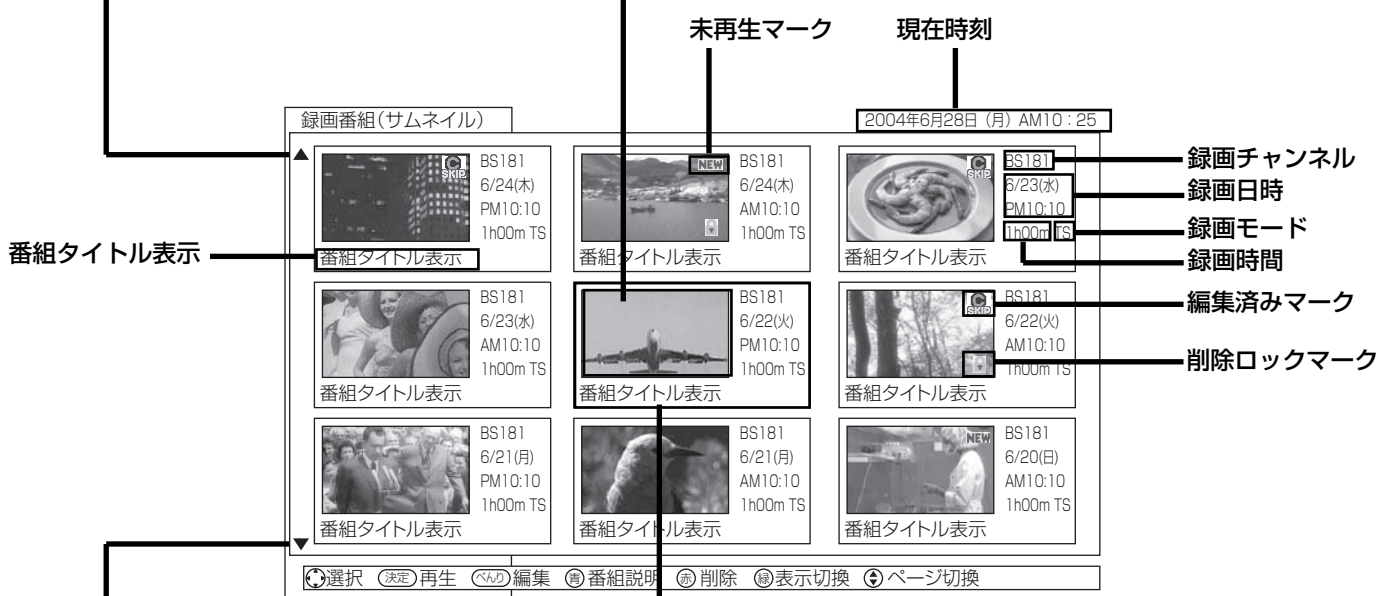 未再生マーク
現在時刻
録画番組（サムネイル）
2004年6月28日（月）AM10：25
C SKIP
BS181
6/24(木)
PM10:10
1h00m TS
番組タイトル表示
NEW
BS181
6/24(木)
AM10:10
1h00m TS
番組タイトル表示
C SKIP
BS181
6/23(水)
PM10:10
1h00m TS
番組タイトル表示
録画チャンネル
録画日時
録画モード
録画時間
番組タイトル表示
BS181
6/23(水)
AM10:10
1h00m TS
番組タイトル表示
BS181
6/22(火)
PM10:10
1h00m TS
番組タイトル表示
C SKIP
BS181
6/22(火)
AM10:10
1h00m TS
番組タイトル表示
編集済みマーク
削除ロックマーク
BS181
6/21(月)
PM10:10
1h00m TS
番組タイトル表示
BS181
6/21(月)
AM10:10
1h00m TS
番組タイトル表示
NEW
BS181
6/20(日)
AM10:10
1h00m TS
番組タイトル表示
選択 決定 再生 べんり 編集 青 番組説明 赤 削除 緑 表示切換 ページ切換